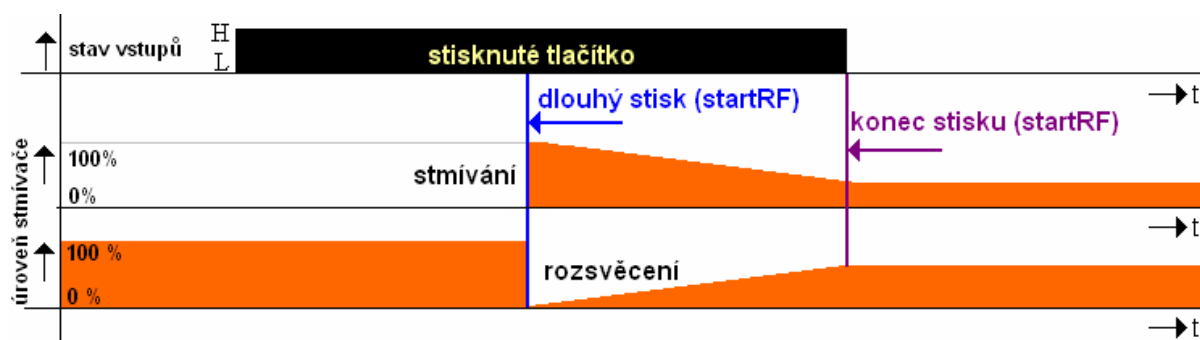 stav vstupů
H
L
stisknuté tlačítko
t
dlouhý stisk (startRF)
konec stisku (startRF)
úroveň stmívače
100%
0%
stmívání
t
100 %
0 %
rozsvěcení
t